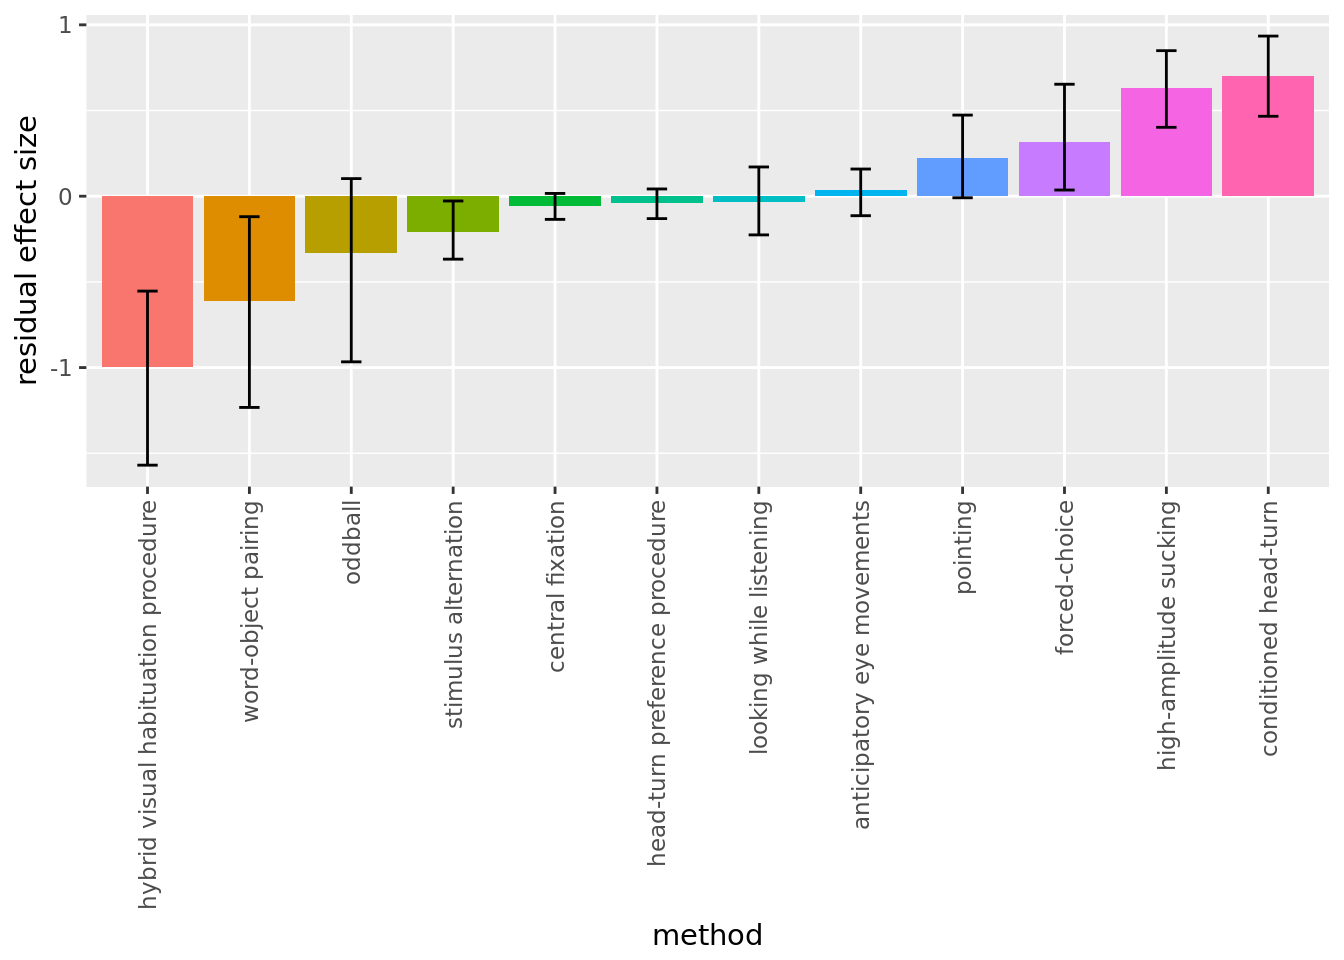 1
0
-1
residual effect size
hybrid visual habituation procedure
word-object pairing
oddball
stimulus alternation
central fixation
head-turn preference procedure
looking while listening
anticipatory eye movements
pointing
forced-choice
high-amplitude sucking
conditioned head-turn
method